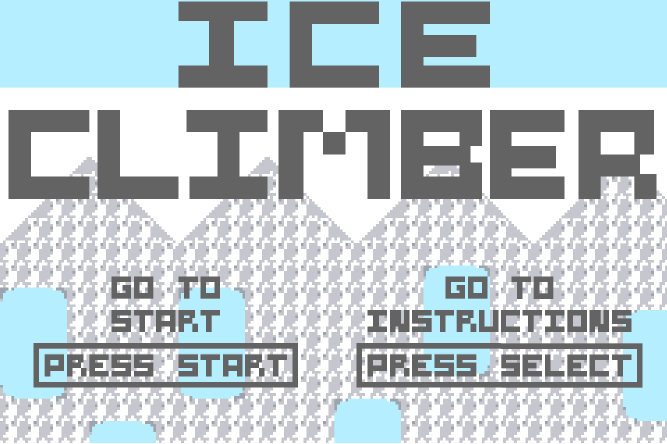 ICE
CLIMBER
GO TO
START
PRESS START
GO TO
INSTRUCTIONS
PRESS SELECT